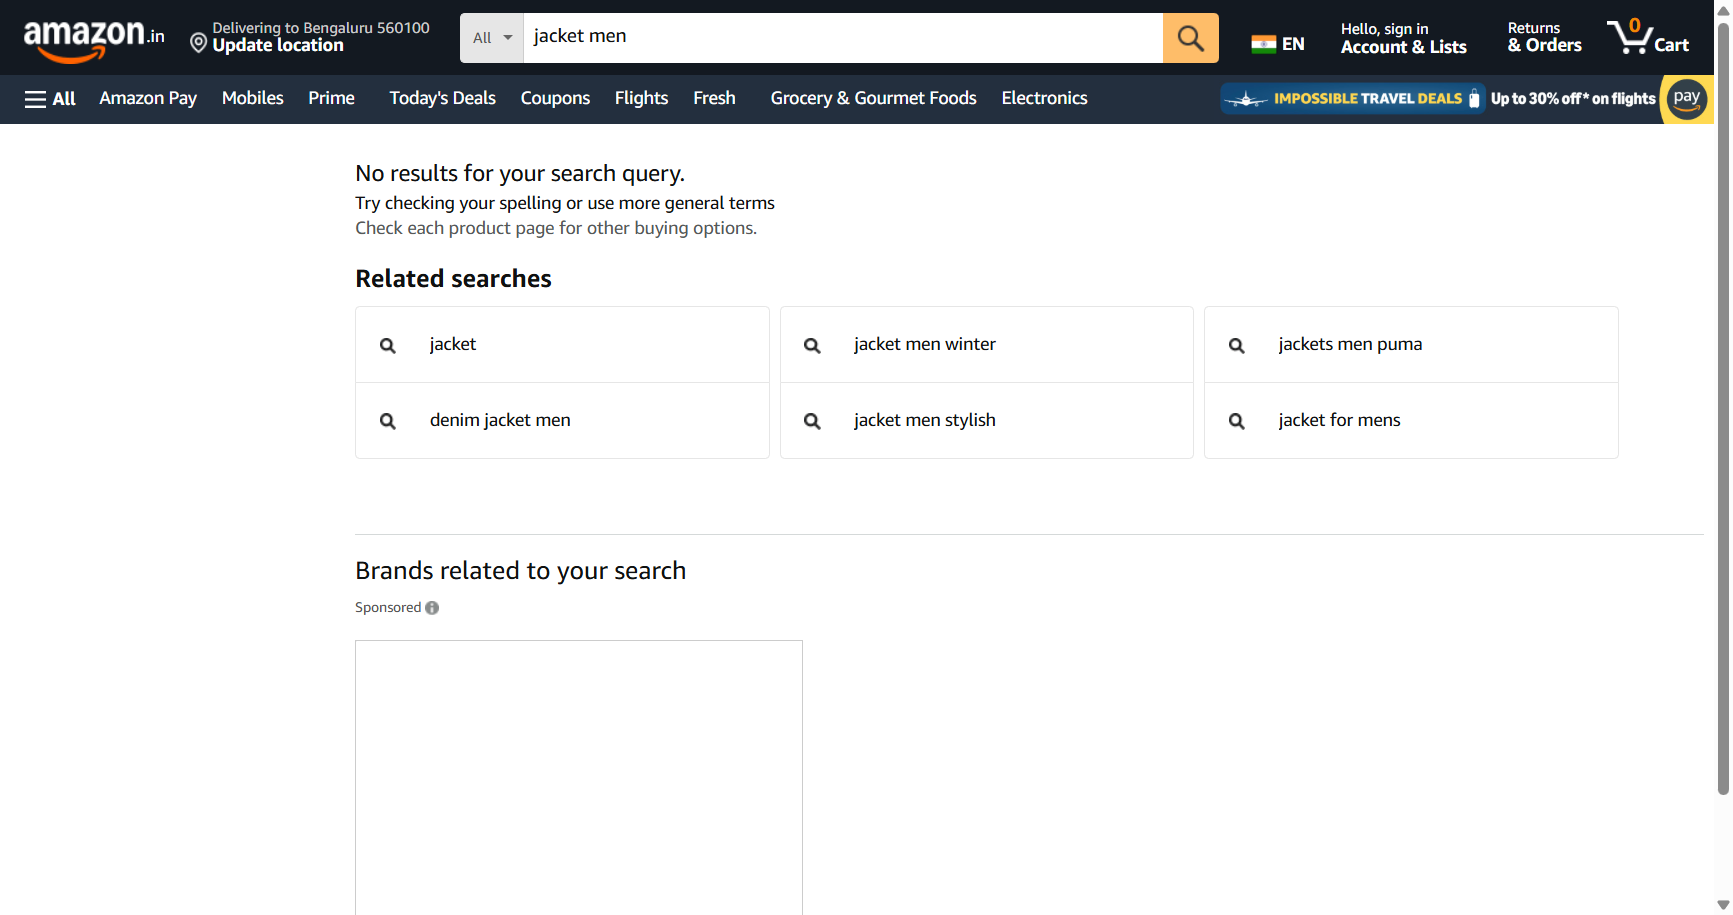 amazon.in
Delivering to Bengaluru 560100
Update location
All
jacket men
EN
Hello, sign in
Account & Lists
Returns
& Orders
0
Cart
All
Amazon Pay
Mobiles
Prime
Today's Deals
Coupons
Flights
Fresh
Grocery & Gourmet Foods
Electronics
IMPOSSIBLE TRAVEL DEALS
Up to 30% off* on flights
pay
No results for your search query.
Try checking your spelling or use more general terms
Check each product page for other buying options.
Related searches
jacket
jacket men winter
jackets men puma
denim jacket men
jacket men stylish
jacket for mens
Brands related to your search
Sponsored